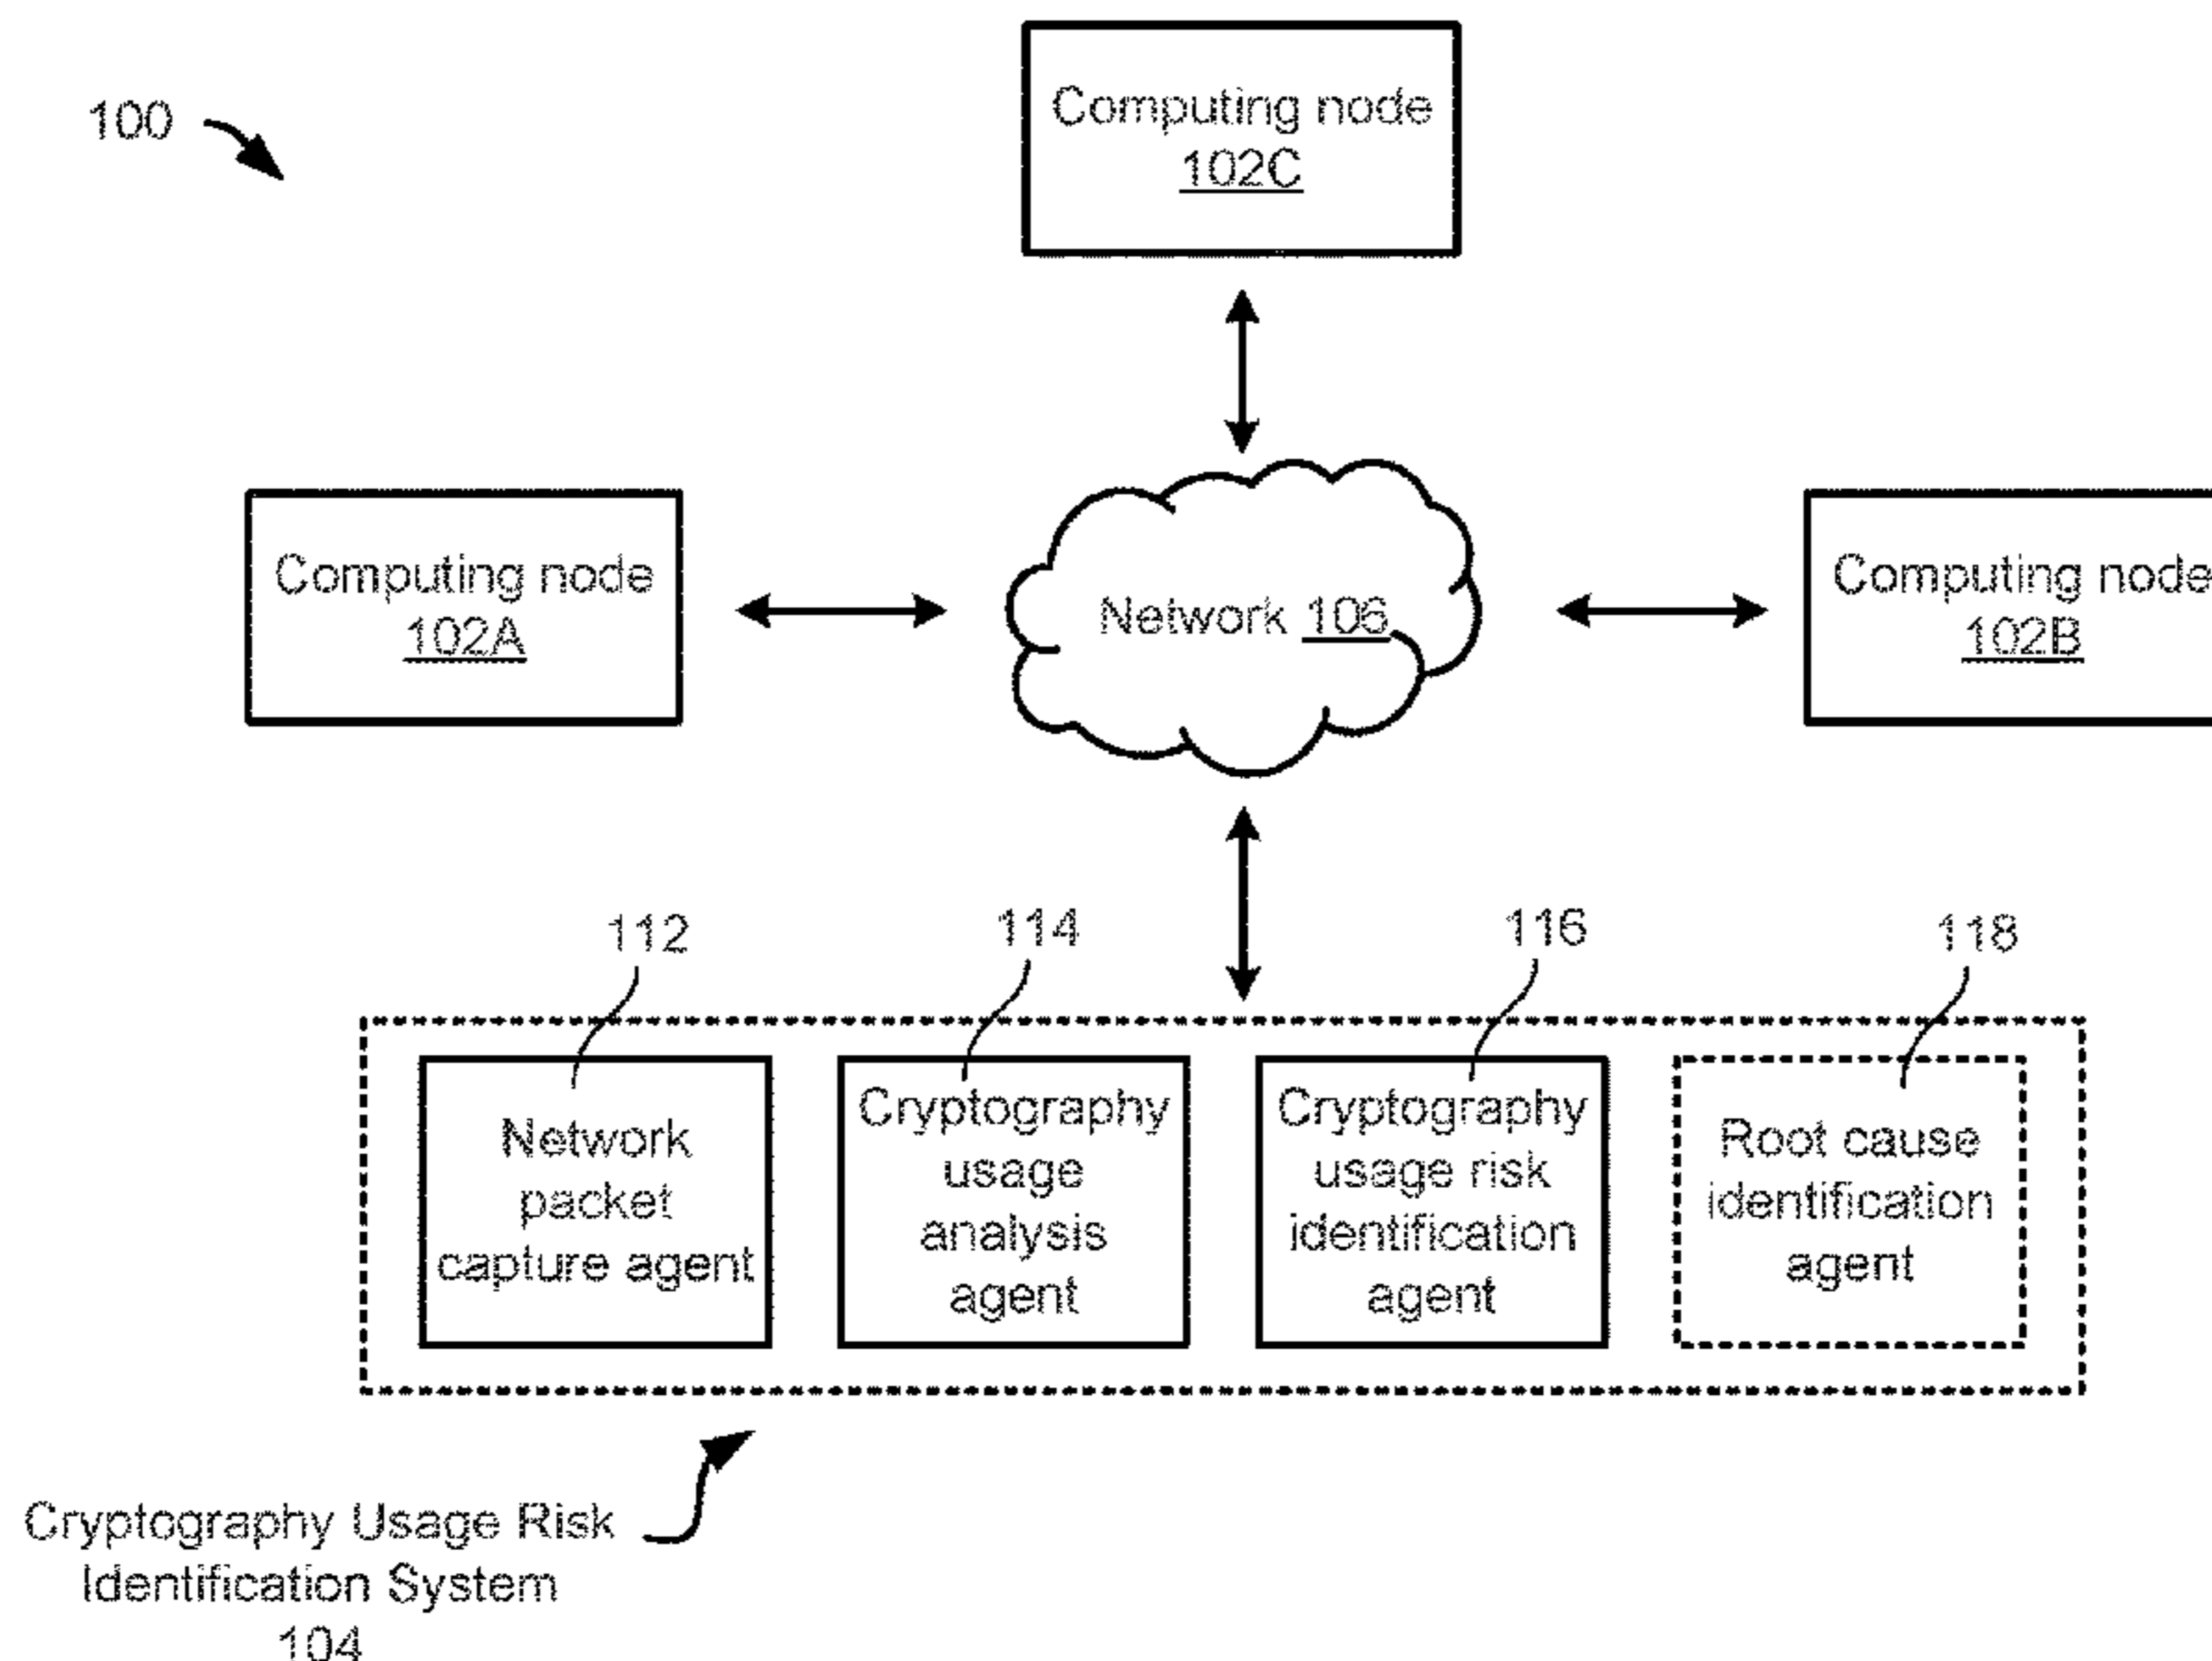 100
Computing node
102C
Computing node
102A
Network 106
Computing node
102B
112
114
116
118
Network
packet
capture agent
Cryptography
usage
analysis
agent
Cryptography
usage risk
identification
agent
Root cause
identification
agent
Cryptography Usage Risk
Identification System
104